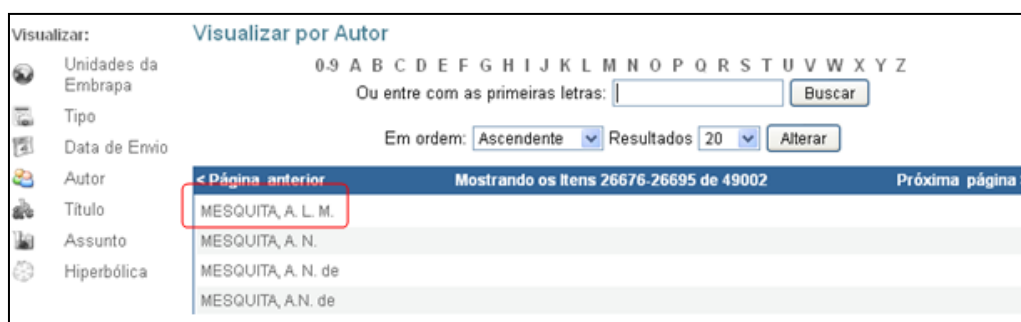 Visualizar:
Unidades da
Embrapa
Tipo
Data de Envio
Autor
Título
Assunto
Hiperbólica
Visualizar por Autor
0-9 A B C D E F G H I J K L M N O P Q R S T U V W X Y Z
Ou entre com as primeiras letras: Buscar
Em ordem: Ascendente Resultados 20 Alterar
< Página anterior Mostrando os Itens 26676-26695 de 49002 Próxima página
MESQUITA, A. L. M.
MESQUITA, A. N.
MESQUITA, A. N. de
MESQUITA, A.N. de